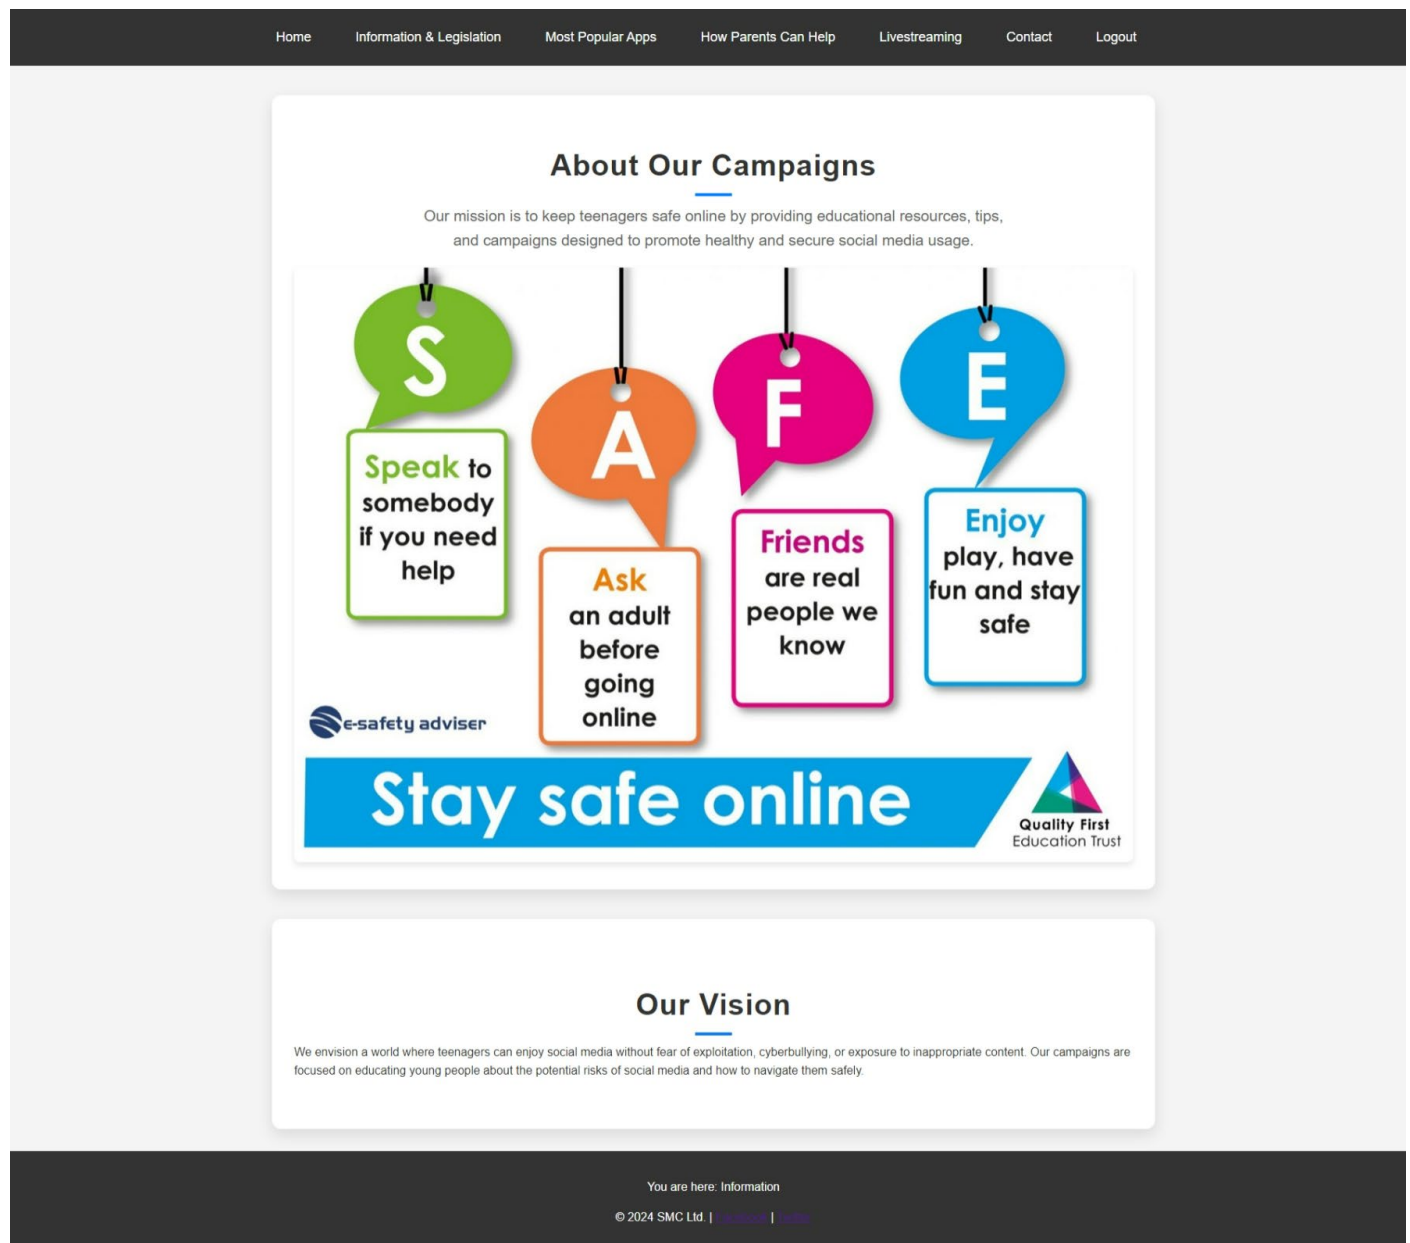 Home Information & Legislation Most Popular Apps How Parents Can Help Livestreaming Contact Logout
About Our Campaigns
Our mission is to keep teenagers safe online by providing educational resources, tips,
and campaigns designed to promote healthy and secure social media usage.
S
Speak to
somebody
if you need
help
A
Ask
an adult
before
going
online
F
Friends
are real
people we
know
E
Enjoy
play, have
fun and stay
safe
e-safety adviser
Stay safe online
Quality First
Education Trust
Our Vision
We envision a world where teenagers can enjoy social media without fear of exploitation, cyberbullying, or exposure to inappropriate content. Our campaigns are
focused on educating young people about the potential risks of social media and how to navigate them safely.
You are here: Information
© 2024 SMC Ltd. | |